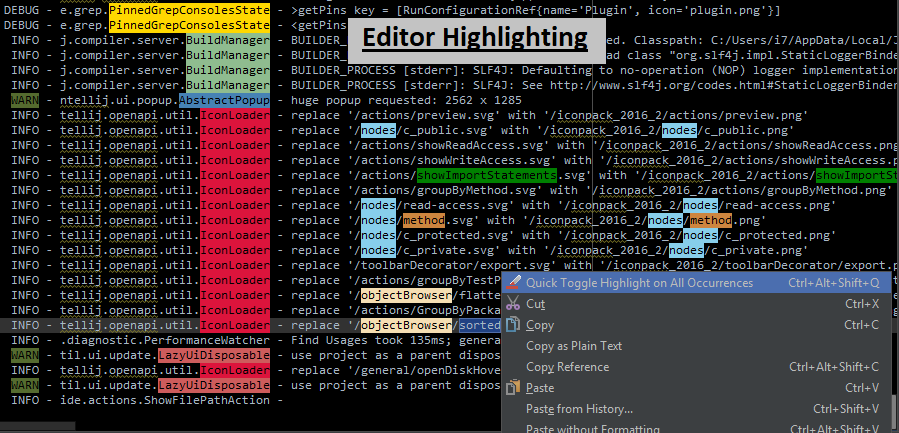 DEBUG - e.grep.PinnedGrepConsolesState - >getPins key = [RunConfigurationRef{name='Plugin', icon='plugin.png'}]
DEBUG - e.grep.PinnedGrepConsolesState - <getPins
Editor Highlighting
INFO - j.compiler.server.BuildManager - BUILDER_ ed. Classpath: C:/Users/i7/AppData/Local/J
INFO - j.compiler.server.BuildManager - BUILDER_ ad class "org.slf4j.impl.StaticLoggerBinder
INFO - j.compiler.server.BuildManager - BUILDER_PROCESS [stderr]: SLF4J: Defaulting to no-operation (NOP) logger implementation
INFO - j.compiler.server.BuildManager - BUILDER_PROCESS [stderr]: SLF4J: See http://www.slf4j.org/codes.html#StaticLoggerBinder
WARN - ntellij.ui.popup.AbstractPopup - huge popup requested: 2562 x 1285
INFO - tellij.openapi.util.IconLoader - replace '/actions/preview.svg' with '/iconpack_2016_2/actions/preview.png'
INFO - tellij.openapi.util.IconLoader - replace '/nodes/c_public.svg' with '/iconpack_2016_2/nodes/c_public.png'
INFO - tellij.openapi.util.IconLoader - replace '/actions/showReadAccess.svg' with '/iconpack_2016_2/actions/showReadAccess.png
INFO - tellij.openapi.util.IconLoader - replace '/actions/showWriteAccess.svg' with '/iconpack_2016_2/actions/showWriteAccess.p
INFO - tellij.openapi.util.IconLoader - replace '/actions/showImportStatements.svg' with '/iconpack_2016_2/actions/showImportSt
INFO - tellij.openapi.util.IconLoader - replace '/actions/groupByMethod.svg' with '/iconpack_2016_2/actions/groupByMethod.png'
INFO - tellij.openapi.util.IconLoader - replace '/nodes/read-access.svg' with '/iconpack_2016_2/nodes/read-access.png'
INFO - tellij.openapi.util.IconLoader - replace '/nodes/method.svg' with '/iconpack_2016_2/nodes/method.png'
INFO - tellij.openapi.util.IconLoader - replace '/nodes/c_protected.svg' with '/iconpack_2016_2/nodes/c_protected.png'
INFO - tellij.openapi.util.IconLoader - replace '/nodes/c_private.svg' with '/iconpack_2016_2/nodes/c_private.png'
INFO - tellij.openapi.util.IconLoader - replace '/toolbarDecorator/export.svg' with '/iconpack_2016_2/toolbarDecorator/export.p
INFO - tellij.openapi.util.IconLoader - replace '/actions/groupByTestP
INFO - tellij.openapi.util.IconLoader - replace '/objectBrowser/flatte
INFO - tellij.openapi.util.IconLoader - replace '/actions/GroupByPacka
INFO - tellij.openapi.util.IconLoader - replace '/objectBrowser/sorted
INFO - .diagnostic.PerformanceWatcher - Find Usages took 135ms; genera
WARN - til.ui.update.LazyUiDisposable - use project as a parent dispos
INFO - tellij.openapi.util.IconLoader - replace '/general/openDiskHove
WARN - til.ui.update.LazyUiDisposable - use project as a parent dispos
INFO - ide.actions.ShowFilePathAction -
Quick Toggle Highlight on All Occurrences Ctrl+Alt+Shift+Q
Cut Ctrl+X
Copy Ctrl+C
Copy as Plain Text
Copy Reference Ctrl+Alt+Shift+C
Paste Ctrl+V
Paste from History... Ctrl+Shift+V
Paste without Formatting Ctrl+Alt+Shift+V